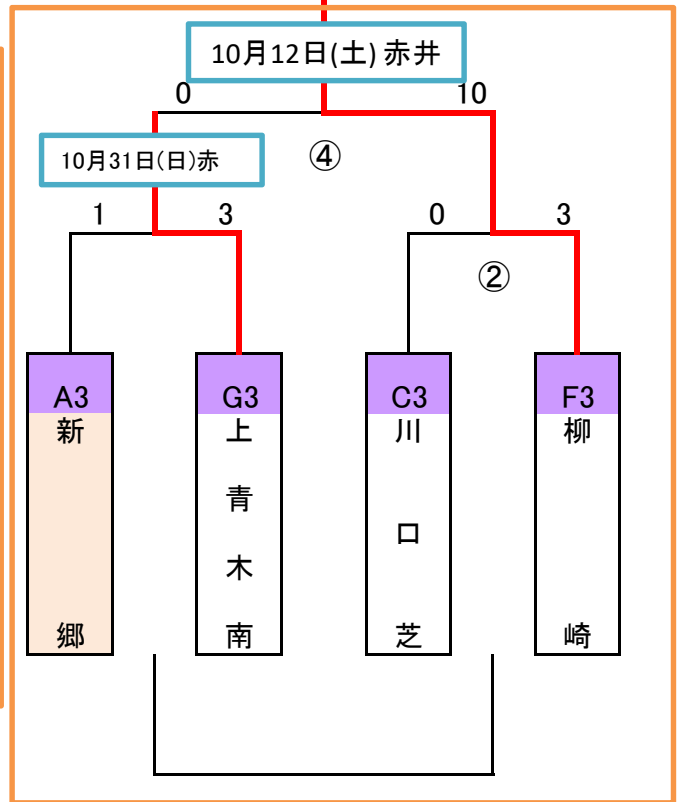 10月12日(土) 赤井
0 10
10月31日(日)赤
④
1 3 0 3
②
A3 G3 C3 F3
新郷
上青木南
川口芝
柳崎